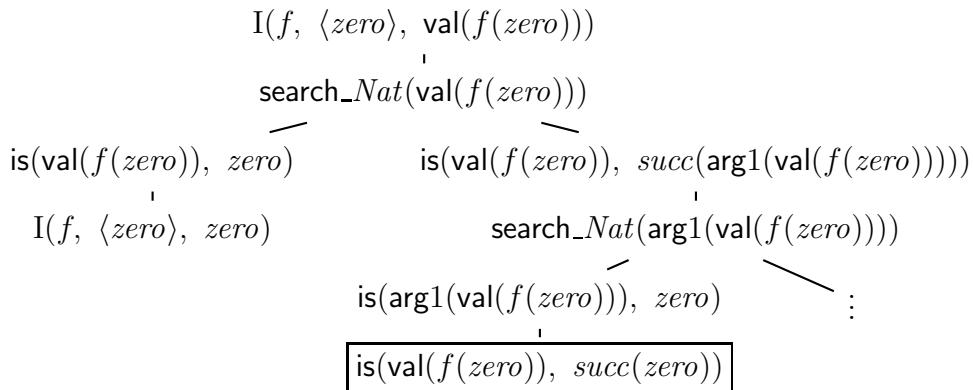 I(f, ⟨zero⟩, val(f(zero)))
search_Nat(val(f(zero)))
is(val(f(zero)), zero) is(val(f(zero)), succ(arg1(val(f(zero)))))
I(f, ⟨zero⟩, zero) search_Nat(arg1(val(f(zero))))
is(arg1(val(f(zero))), zero) ⋮
is(val(f(zero)), succ(zero))